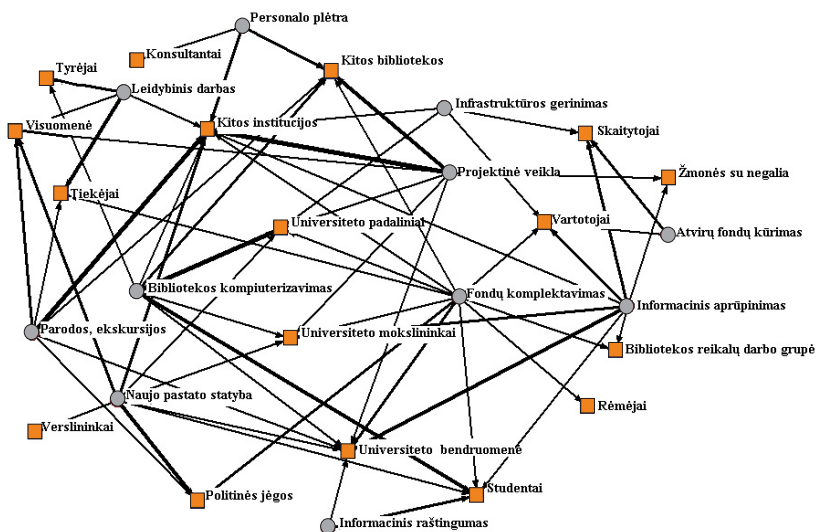 Personalo plėtra
Konsultantai
Kitos bibliotekos
Tyrėjai
Leidybinis darbas
Infrastruktūros gerinimas
Visuomenė
Kitos institucijos
Skaitytojai
Projektinė veikla
Žmonės su negalia
Tiekėjai
Universiteto padaliniai
Vartotojai
Atvirų fondų kūrimas
Bibliotekos kompiuterizavimas
Fondų komplektavimas
Informacinis aprūpinimas
Parodos, ekskursijos
Universiteto mokslininkai
Bibliotekos reikalų darbo grupė
Naujo pastato statyba
Rėmėjai
Verslininkai
Universiteto bendruomenė
Studentai
Politinės jėgos
Informacinis raštingumas